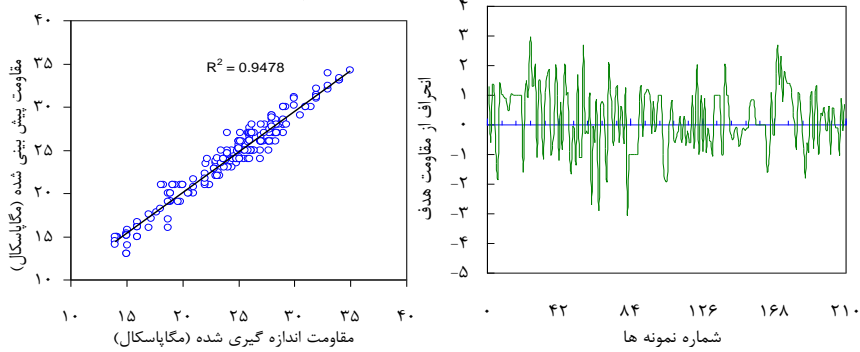 مقاومت پیش بینی شده (مگاپاسکال)
۴۰
۳۵
۳۰
۲۵
۲۰
۱۵
۱۰
R² = 0.9478
۱۰ ۱۵ ۲۰ ۲۵ ۳۰ ۳۵ ۴۰
مقاومت اندازه گیری شده (مگاپاسکال)
انحراف از مقاومت هدف
۴
۳
۲
۱
۰
−۱
−۲
−۳
−۴
−۵
۰ ۴۲ ۸۴ ۱۲۶ ۱۶۸ ۲۱۰
شماره نمونه ها